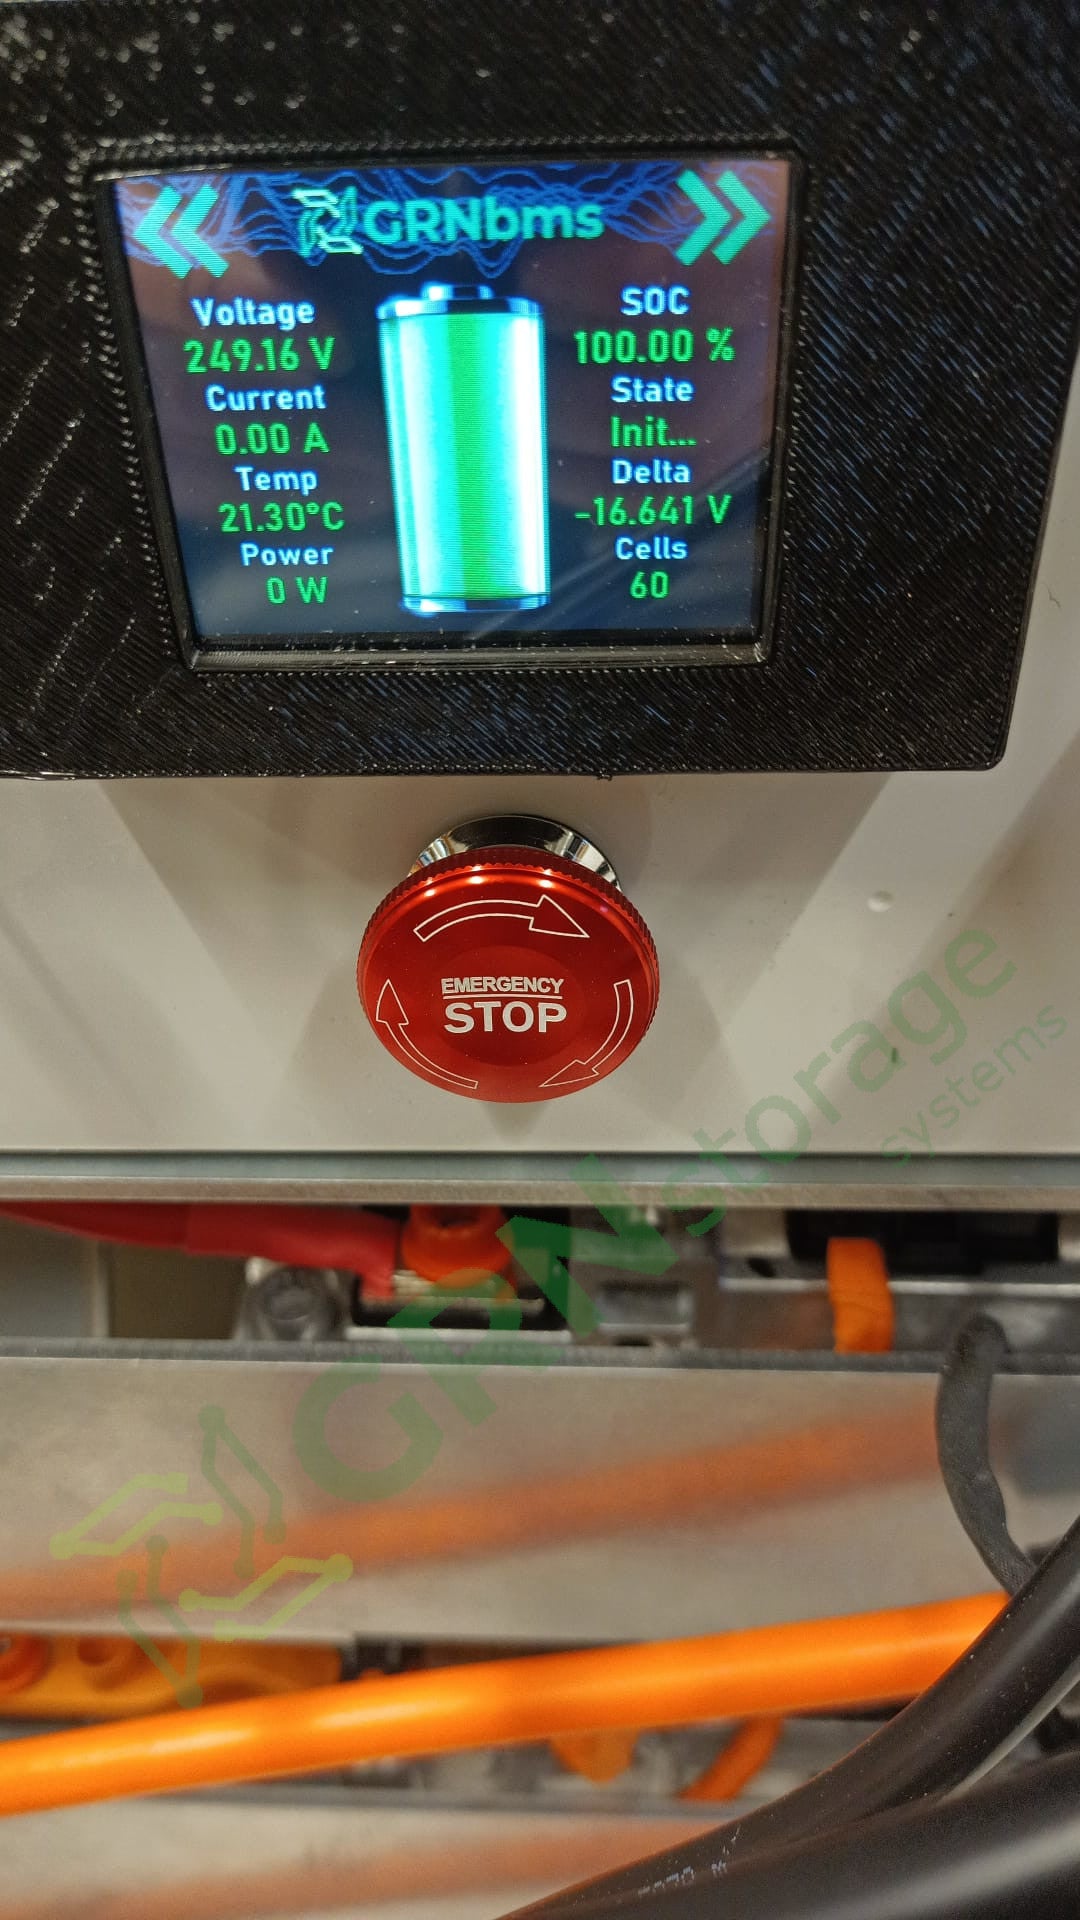 GRNbms
Voltage
249.16 V
Current
0.00 A
Temp
21.30°C
Power
0 W
SOC
100.00 %
State
Init...
Delta
-16.641 V
Cells
60
EMERGENCY
STOP
GRNstorage
systems